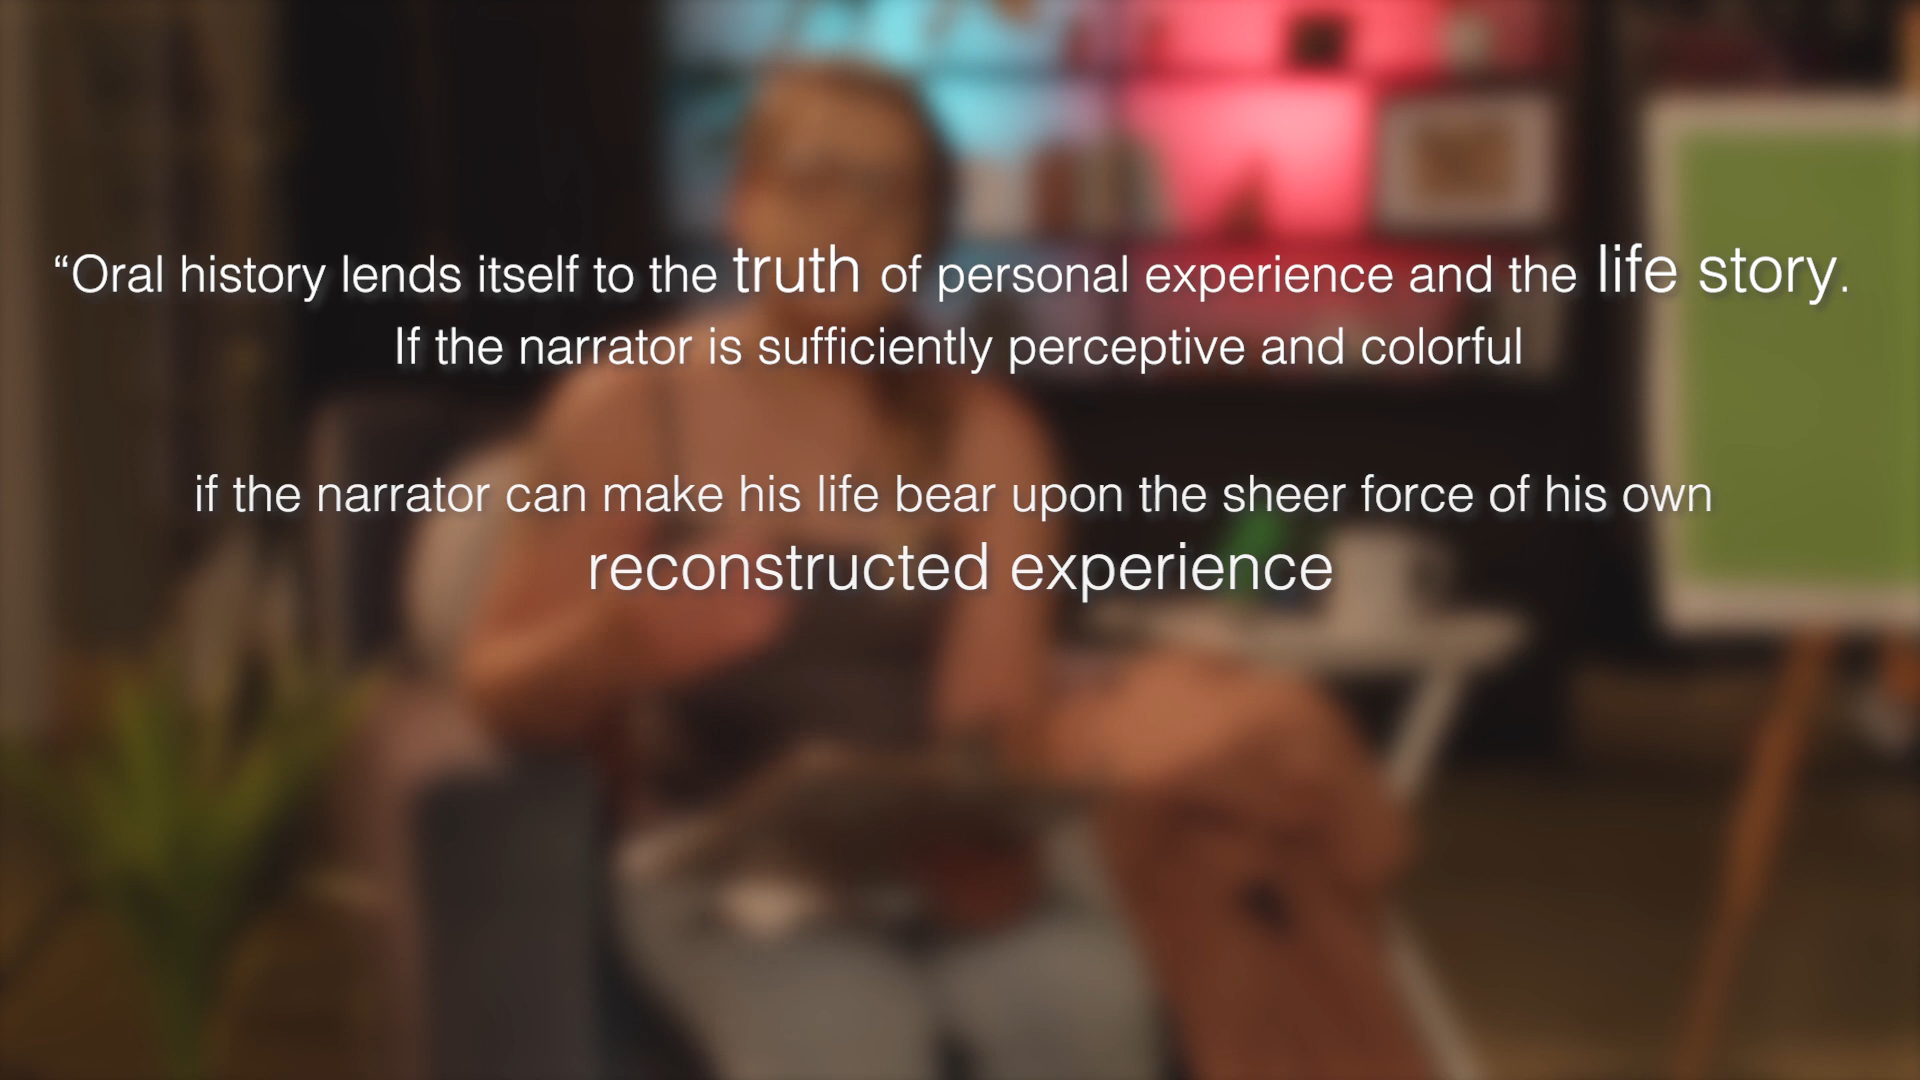 “Oral history lends itself to the truth of personal experience and the life story.
If the narrator is sufficiently perceptive and colorful
if the narrator can make his life bear upon the sheer force of his own
reconstructed experience